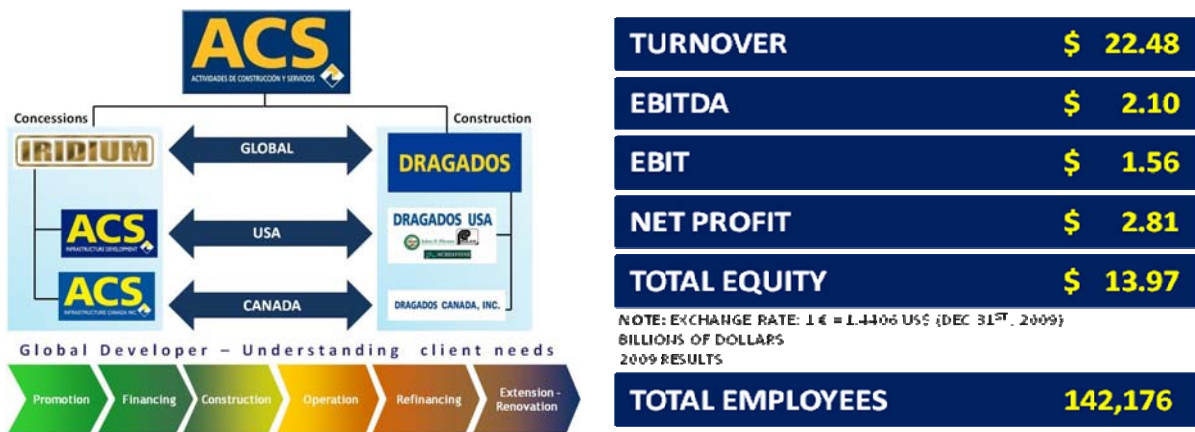 ACS
ACTIVIDADES DE CONSTRUCCIÓN Y SERVICIOS
Concessions
Construction
IRIDIUM
GLOBAL
DRAGADOS
ACS
INFRASTRUCTURE DEVELOPMENT
USA
DRAGADOS USA
ACS
INFRASTRUCTURE CANADA INC.
CANADA
DRAGADOS CANADA, INC.
Global Developer – Understanding client needs
Promotion
Financing
Construction
Operation
Refinancing
Extension -
Renovation
TURNOVER $ 22.48
EBITDA $ 2.10
EBIT $ 1.56
NET PROFIT $ 2.81
TOTAL EQUITY $ 13.97
NOTE: EXCHANGE RATE: 1 € = 1.4406 US$ (DEC 31ST, 2009)
BILLIONS OF DOLLARS
2009 RESULTS
TOTAL EMPLOYEES 142,176